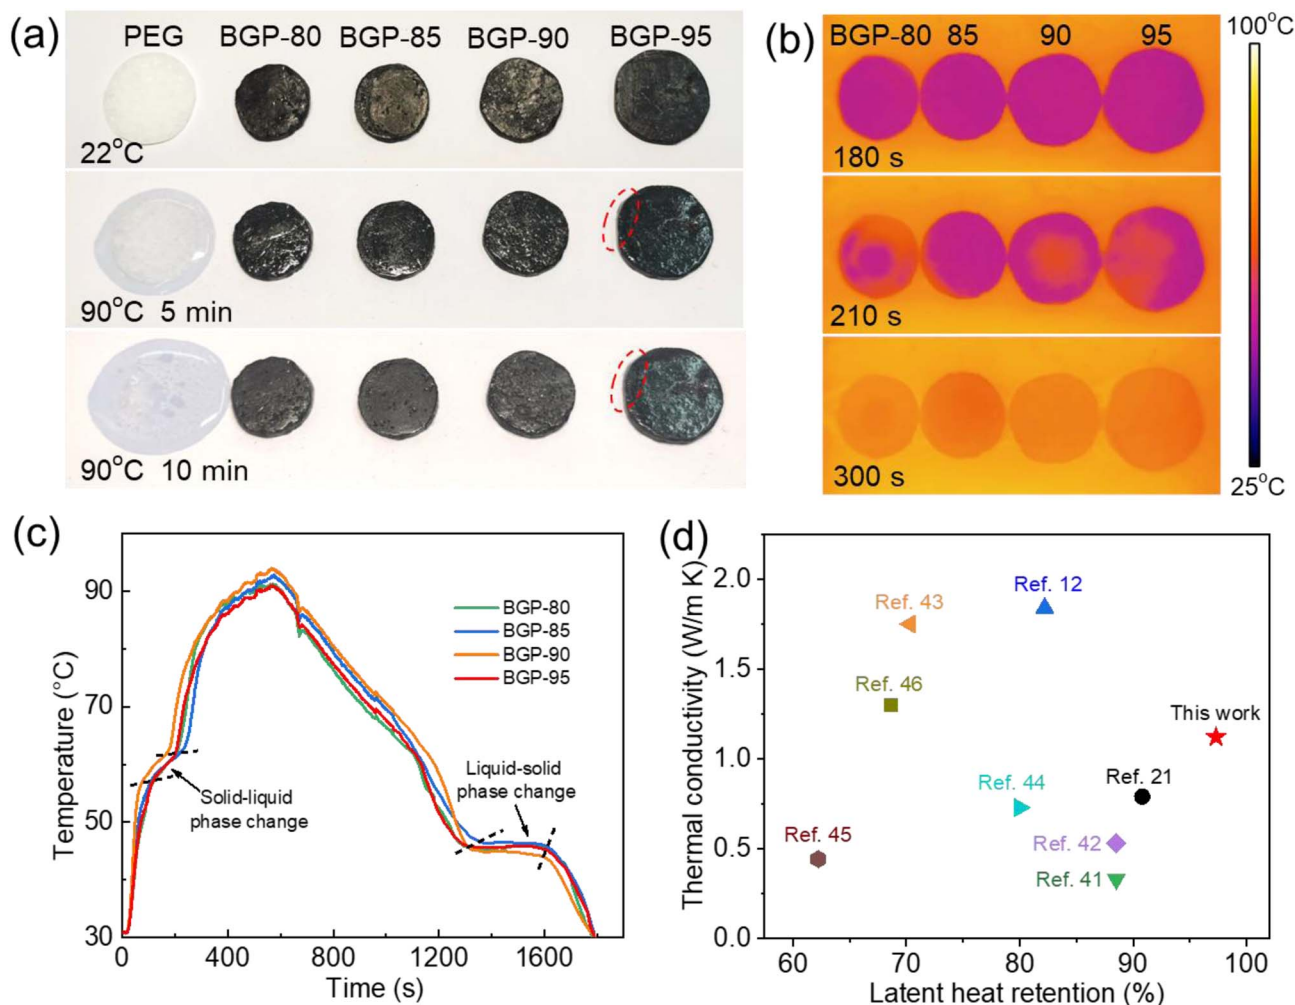 (a)
PEG BGP-80 BGP-85 BGP-90 BGP-95
22°C
90°C 5 min
90°C 10 min
(b)
BGP-80 85 90 95
180 s
210 s
300 s
100°C
25°C
(c)
Temperature (°C)
90
70
50
30
BGP-80
BGP-85
BGP-90
BGP-95
Solid-liquid
phase change
Liquid-solid
phase change
0 400 800 1200 1600
Time (s)
(d)
Thermal conductivity (W/m K)
2.0
1.5
1.0
0.5
0.0
Ref. 43
Ref. 12
Ref. 46
This work
Ref. 44
Ref. 21
Ref. 45
Ref. 42
Ref. 41
60 70 80 90 100
Latent heat retention (%)